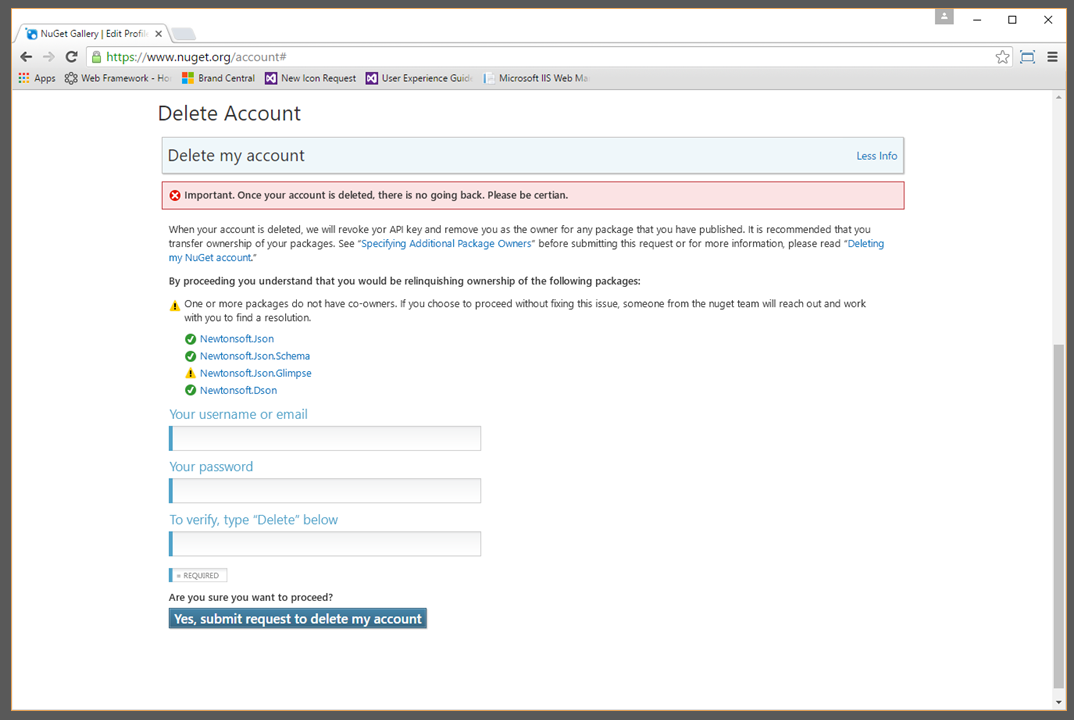 NuGet Gallery | Edit Profile
https://www.nuget.org/account#
Apps Web Framework - Ho Brand Central New Icon Request User Experience Guid Microsoft IIS Web Ma
Delete Account
Delete my account Less Info
Important. Once your account is deleted, there is no going back. Please be certian.
When your account is deleted, we will revoke yor API key and remove you as the owner for any package that you have published. It is recommended that you
transfer ownership of your packages. See “Specifying Additional Package Owners” before submitting this request or for more information, please read “Deleting
my NuGet account.”
By proceeding you understand that you would be relinquishing ownership of the following packages:
One or more packages do not have co-owners. If you choose to proceed without fixing this issue, someone from the nuget team will reach out and work
with you to find a resolution.
Newtonsoft.Json
Newtonsoft.Json.Schema
Newtonsoft.Json.Glimpse
Newtonsoft.Dson
Your username or email
Your password
To verify, type “Delete” below
= REQUIRED
Are you sure you want to proceed?
Yes, submit request to delete my account